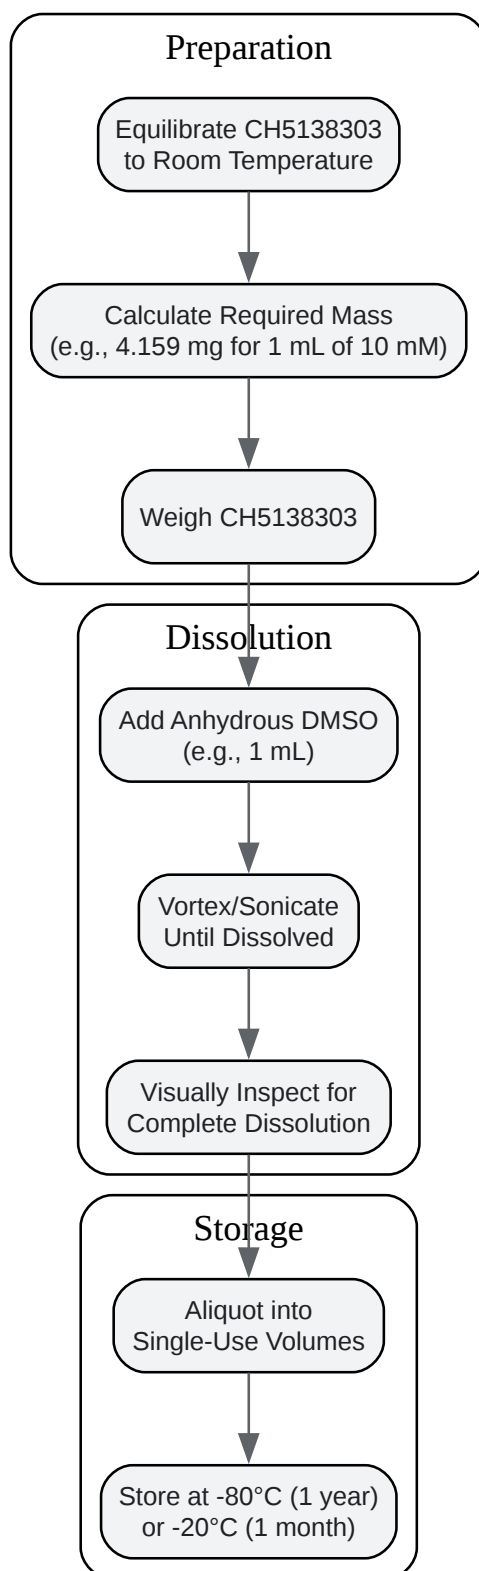 Preparation
Equilibrate CH5138303
to Room Temperature
Calculate Required Mass
(e.g., 4.159 mg for 1 mL of 10 mM)
Weigh CH5138303
Dissolution
Add Anhydrous DMSO
(e.g., 1 mL)
Vortex/Sonicate
Until Dissolved
Visually Inspect for
Complete Dissolution
Storage
Aliquot into
Single-Use Volumes
Store at -80°C (1 year)
or -20°C (1 month)